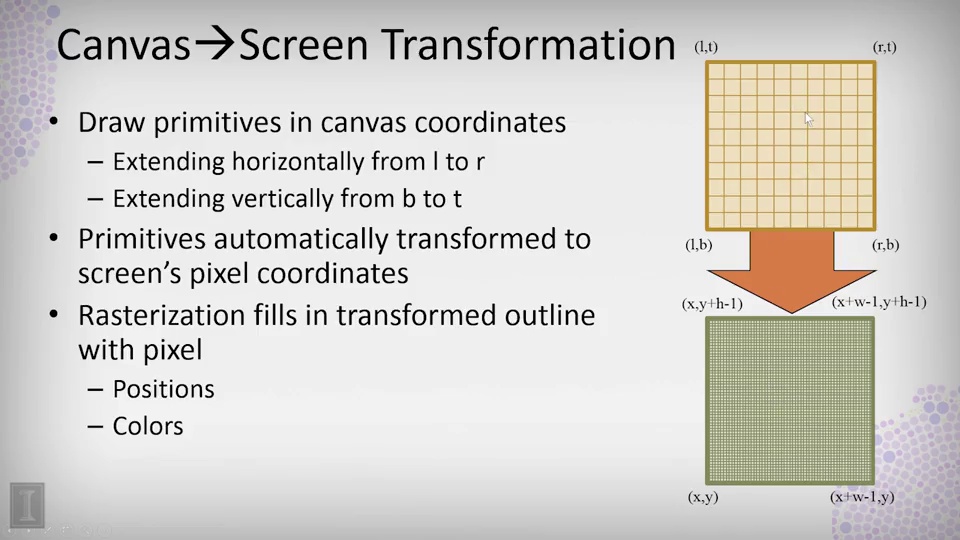 Canvas→Screen Transformation
• Draw primitives in canvas coordinates
– Extending horizontally from l to r
– Extending vertically from b to t
• Primitives automatically transformed to
screen's pixel coordinates
• Rasterization fills in transformed outline
with pixel
– Positions
– Colors
(l,t)
(r,t)
(l,b)
(r,b)
(x,y+h-1)
(x+w-1,y+h-1)
(x,y)
(x+w-1,y)
I